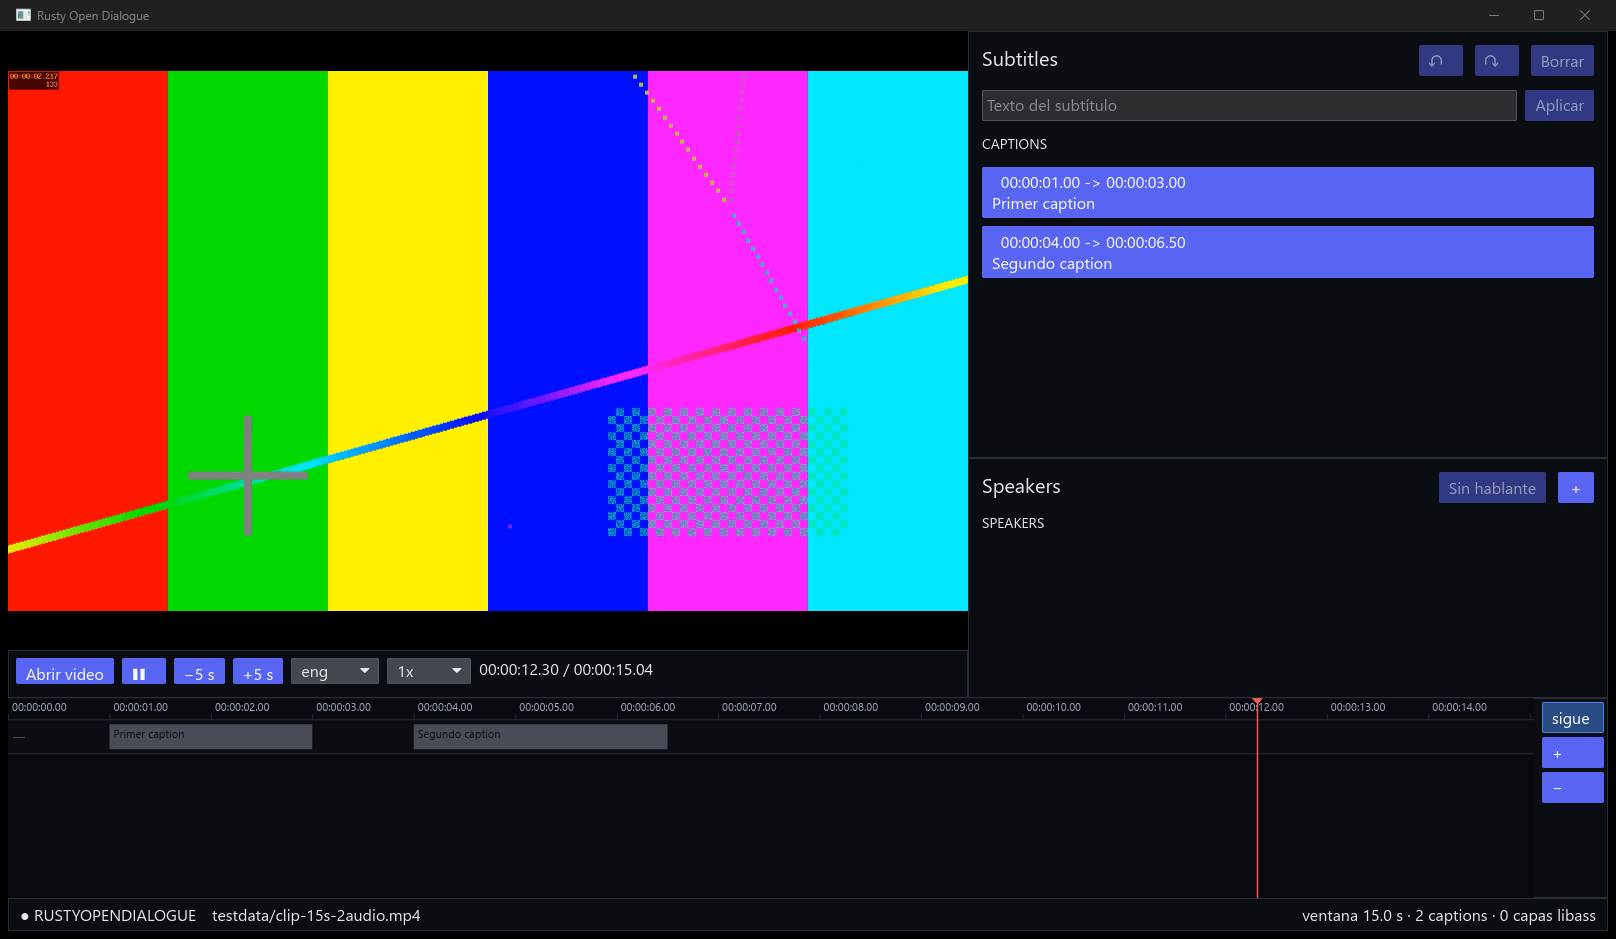 Rusty Open Dialogue
00:00:02.217
133
Subtitles
Borrar
Texto del subtítulo
Aplicar
CAPTIONS
00:00:01.00 -> 00:00:03.00
Primer caption
00:00:04.00 -> 00:00:06.50
Segundo caption
Speakers
Sin hablante
+
SPEAKERS
Abrir video
−5 s
+5 s
eng
1x
00:00:12.30 / 00:00:15.04
00:00:00.00 00:00:01.00 00:00:02.00 00:00:03.00 00:00:04.00 00:00:05.00 00:00:06.00 00:00:07.00 00:00:08.00 00:00:09.00 00:00:10.00 00:00:11.00 00:00:12.00 00:00:13.00 00:00:14.00
sigue
— Primer caption Segundo caption
+
−
● RUSTYOPENDIALOGUE testdata/clip-15s-2audio.mp4
ventana 15.0 s · 2 captions · 0 capas libass